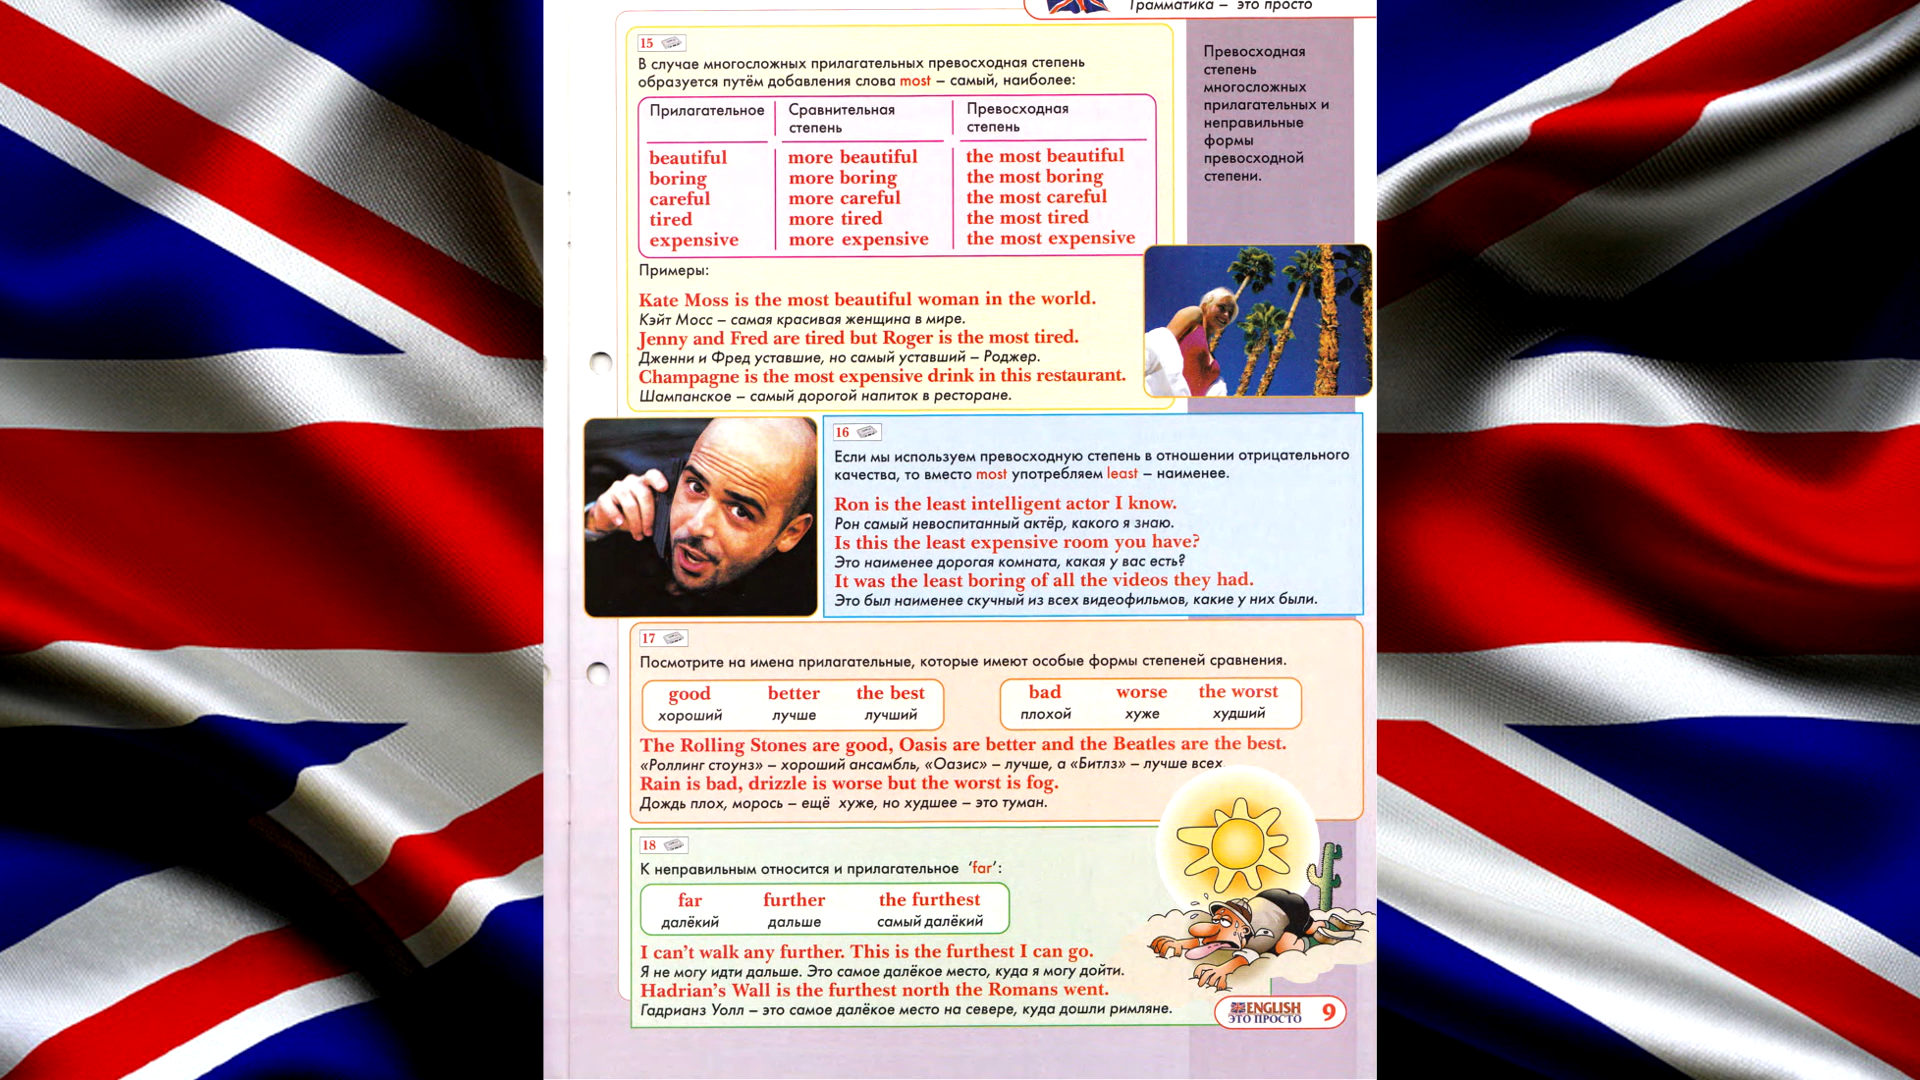 Грамматика – это просто
15
В случае многосложных прилагательных превосходная степень
образуется путём добавления слова most – самый, наиболее:
Прилагательное Сравнительная степень Превосходная степень
beautiful more beautiful the most beautiful
boring more boring the most boring
careful more careful the most careful
tired more tired the most tired
expensive more expensive the most expensive
Примеры:
Kate Moss is the most beautiful woman in the world.
Кэйт Мосс – самая красивая женщина в мире.
Jenny and Fred are tired but Roger is the most tired.
Дженни и Фред уставшие, но самый уставший – Роджер.
Champagne is the most expensive drink in this restaurant.
Шампанское – самый дорогой напиток в ресторане.
Превосходная
степень
многосложных
прилагательных и
неправильные
формы
превосходной
степени.
16
Если мы используем превосходную степень в отношении отрицательного
качества, то вместо most употребляем least – наименее.
Ron is the least intelligent actor I know.
Рон самый невоспитанный актёр, какого я знаю.
Is this the least expensive room you have?
Это наименее дорогая комната, какая у вас есть?
It was the least boring of all the videos they had.
Это был наименее скучный из всех видеофильмов, какие у них были.
17
Посмотрите на имена прилагательные, которые имеют особые формы степеней сравнения.
good better the best
хороший лучше лучший
bad worse the worst
плохой хуже худший
The Rolling Stones are good, Oasis are better and the Beatles are the best.
«Роллинг стоунз» – хороший ансамбль, «Оазис» – лучше, а «Битлз» – лучше всех.
Rain is bad, drizzle is worse but the worst is fog.
Дождь плох, морось – ещё хуже, но худшее – это туман.
18
К неправильным относится и прилагательное ‘far’:
far further the furthest
далёкий дальше самый далёкий
I can’t walk any further. This is the furthest I can go.
Я не могу идти дальше. Это самое далёкое место, куда я могу дойти.
Hadrian’s Wall is the furthest north the Romans went.
Гадрианз Уолл – это самое далёкое место на севере, куда дошли римляне.
ENGLISH
ЭТО ПРОСТО
9